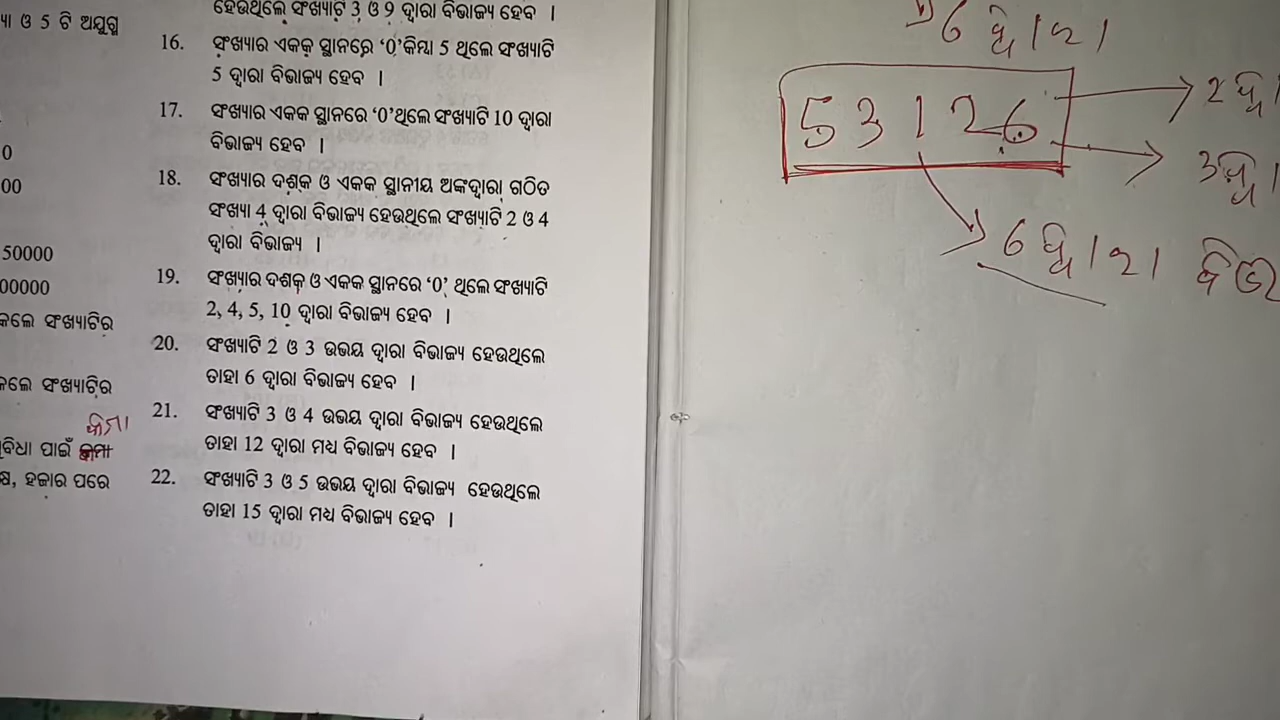 ହେଉଥିଲେ ସଂଖ୍ୟାଟି 3 ଓ 9 ଦ୍ୱାରା ବିଭାଜ୍ୟ ହେବ ।
ଓ 5 ଟି ଅଯୁଗ୍ମ
16. ସଂଖ୍ୟାର ଏକକ ସ୍ଥାନରେ ‘0’କିମ୍ବା 5 ଥିଲେ ସଂଖ୍ୟାଟି
5 ଦ୍ୱାରା ବିଭାଜ୍ୟ ହେବ ।
17. ସଂଖ୍ୟାର ଏକକ ସ୍ଥାନରେ ‘0’ଥିଲେ ସଂଖ୍ୟାଟି 10 ଦ୍ୱାରା
ବିଭାଜ୍ୟ ହେବ ।
18. ସଂଖ୍ୟାର ଦଶକ ଓ ଏକକ ସ୍ଥାନୀୟ ଅଙ୍କଦ୍ୱାରା ଗଠିତ
ସଂଖ୍ୟା 4 ଦ୍ୱାରା ବିଭାଜ୍ୟ ହେଉଥିଲେ ସଂଖ୍ୟାଟି 2 ଓ 4
ଦ୍ୱାରା ବିଭାଜ୍ୟ ।
19. ସଂଖ୍ୟାର ଦଶକ ଓ ଏକକ ସ୍ଥାନରେ ‘0’ ଥିଲେ ସଂଖ୍ୟାଟି
2, 4, 5, 10 ଦ୍ୱାରା ବିଭାଜ୍ୟ ହେବ ।
20. ସଂଖ୍ୟାଟି 2 ଓ 3 ଉଭୟ ଦ୍ୱାରା ବିଭାଜ୍ୟ ହେଉଥିଲେ
ତାହା 6 ଦ୍ୱାରା ବିଭାଜ୍ୟ ହେବ ।
21. ସଂଖ୍ୟାଟି 3 ଓ 4 ଉଭୟ ଦ୍ୱାରା ବିଭାଜ୍ୟ ହେଉଥିଲେ
ତାହା 12 ଦ୍ୱାରା ମଧ୍ୟ ବିଭାଜ୍ୟ ହେବ ।
22. ସଂଖ୍ୟାଟି 3 ଓ 5 ଉଭୟ ଦ୍ୱାରା ବିଭାଜ୍ୟ ହେଉଥିଲେ
ତାହା 15 ଦ୍ୱାରା ମଧ୍ୟ ବିଭାଜ୍ୟ ହେବ ।
0
00
50000
00000
କଲେ ସଂଖ୍ୟାଟିର
କଲେ ସଂଖ୍ୟାଟିର
ପାଇଁ
ହଜାର ପରେ
6 ଦ୍ୱା । ରା ।
53126
2 ଦ୍ୱା ।
3 ଦ୍ୱା ।
6 ଦ୍ୱା । ରା ।